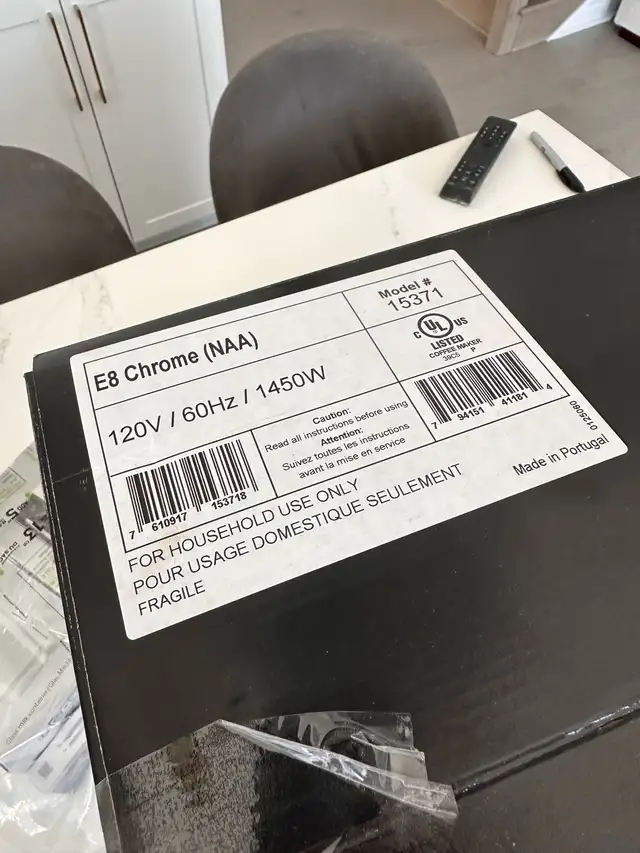 E8 Chrome (NAA)
Model #
15371
120V / 60Hz / 1450W
C UL US
LISTED
COFFEE MAKER
39C5 P
7 610917 153718
Caution:
Read all instructions before using
Attention:
Suivez toutes les instructions
avant la mise en service
7 94151 41181 4
0125060
FOR HOUSEHOLD USE ONLY
POUR USAGE DOMESTIQUE SEULEMENT
FRAGILE
Made in Portugal